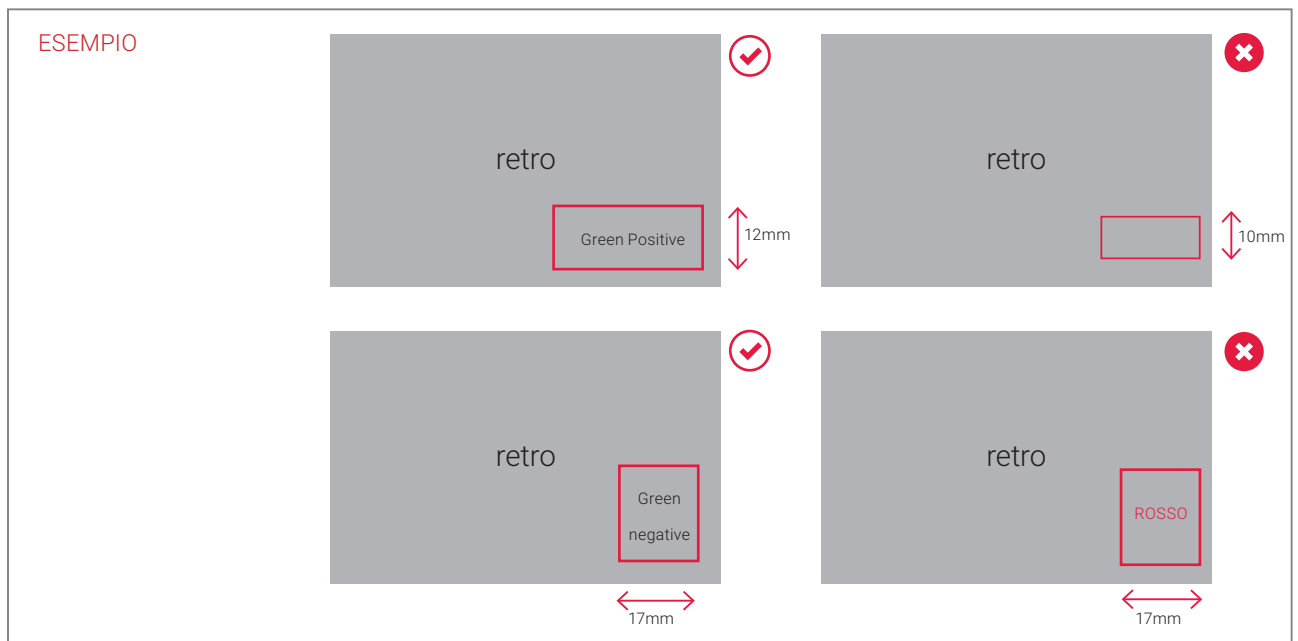 ESEMPIO
retro
Green Positive
12mm
retro
10mm
retro
Green
negative
17mm
retro
ROSSO
17mm